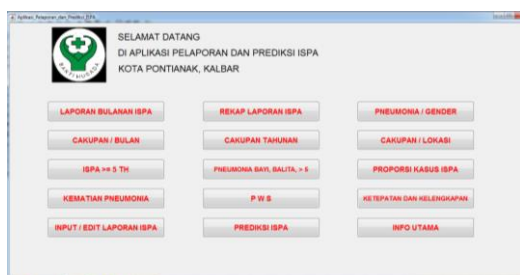 Aplikasi_Pelaporan_dan_Prediksi_ISPA
SELAMAT DATANG
DI APLIKASI PELAPORAN DAN PREDIKSI ISPA
KOTA PONTIANAK, KALBAR
BAKTI HUSADA
LAPORAN BULANAN ISPA
REKAP LAPORAN ISPA
PNEUMONIA / GENDER
CAKUPAN / BULAN
CAKUPAN TAHUNAN
CAKUPAN / LOKASI
ISPA >= 5 TH
PNEUMONIA BAYI, BALITA, > 5
PROPORSI KASUS ISPA
KEMATIAN PNEUMONIA
P W S
KETEPATAN DAN KELENGKAPAN
INPUT / EDIT LAPORAN ISPA
PREDIKSI ISPA
INFO UTAMA